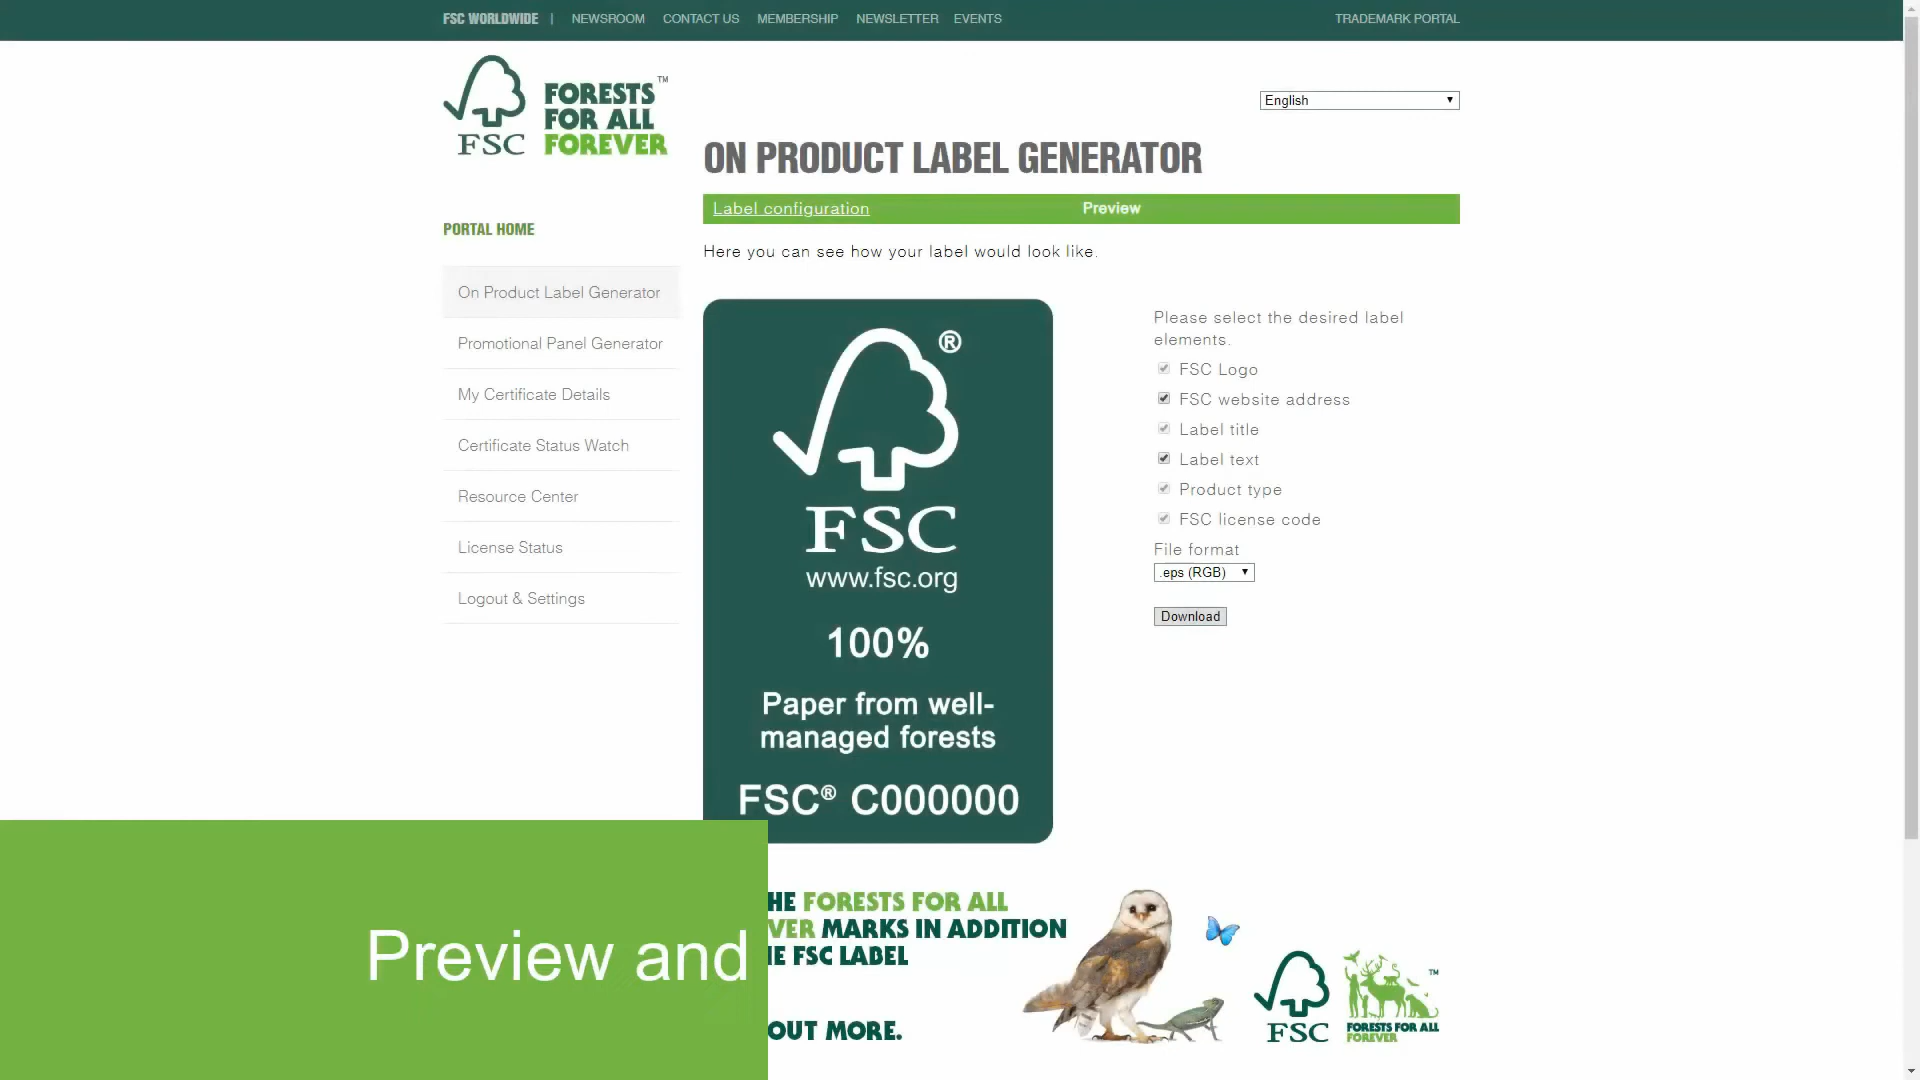 FSC WORLDWIDE | NEWSROOM CONTACT US MEMBERSHIP NEWSLETTER EVENTS TRADEMARK PORTAL
FSC
FORESTS™
FOR ALL
FOREVER
English
ON PRODUCT LABEL GENERATOR
Label configuration Preview
Here you can see how your label would look like.
PORTAL HOME
On Product Label Generator
Promotional Panel Generator
My Certificate Details
Certificate Status Watch
Resource Center
License Status
Logout & Settings
®
FSC
www.fsc.org
100%
Paper from well-
managed forests
FSC® C000000
Please select the desired label
elements.
FSC Logo
FSC website address
Label title
Label text
Product type
FSC license code
File format
.eps (RGB)
Download
Preview and
HE FORESTS FOR ALL
VER MARKS IN ADDITION
E FSC LABEL
OUT MORE.
FSC
™
FORESTS FOR ALL
FOREVER